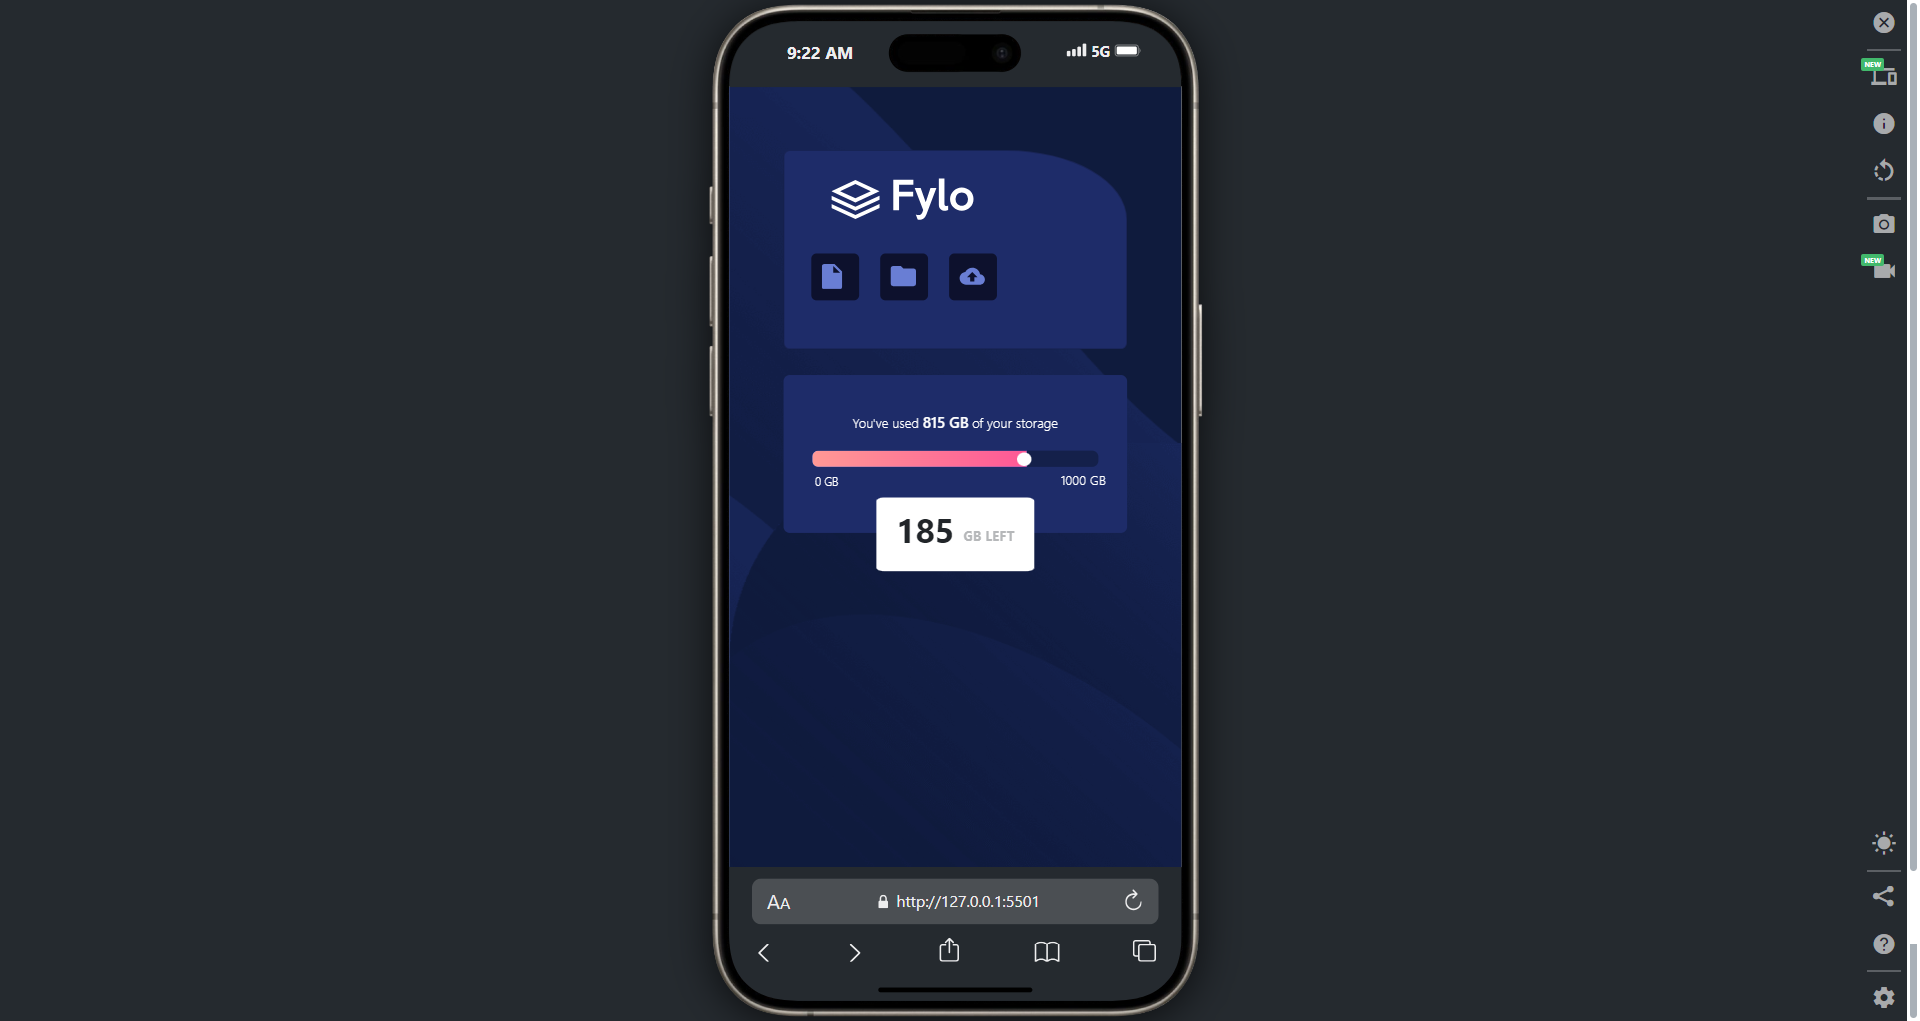 9:22 AM
5G
NEW
NEW
Fylo
You've used 815 GB of your storage
0 GB
1000 GB
185 GB LEFT
AA
http://127.0.0.1:5501